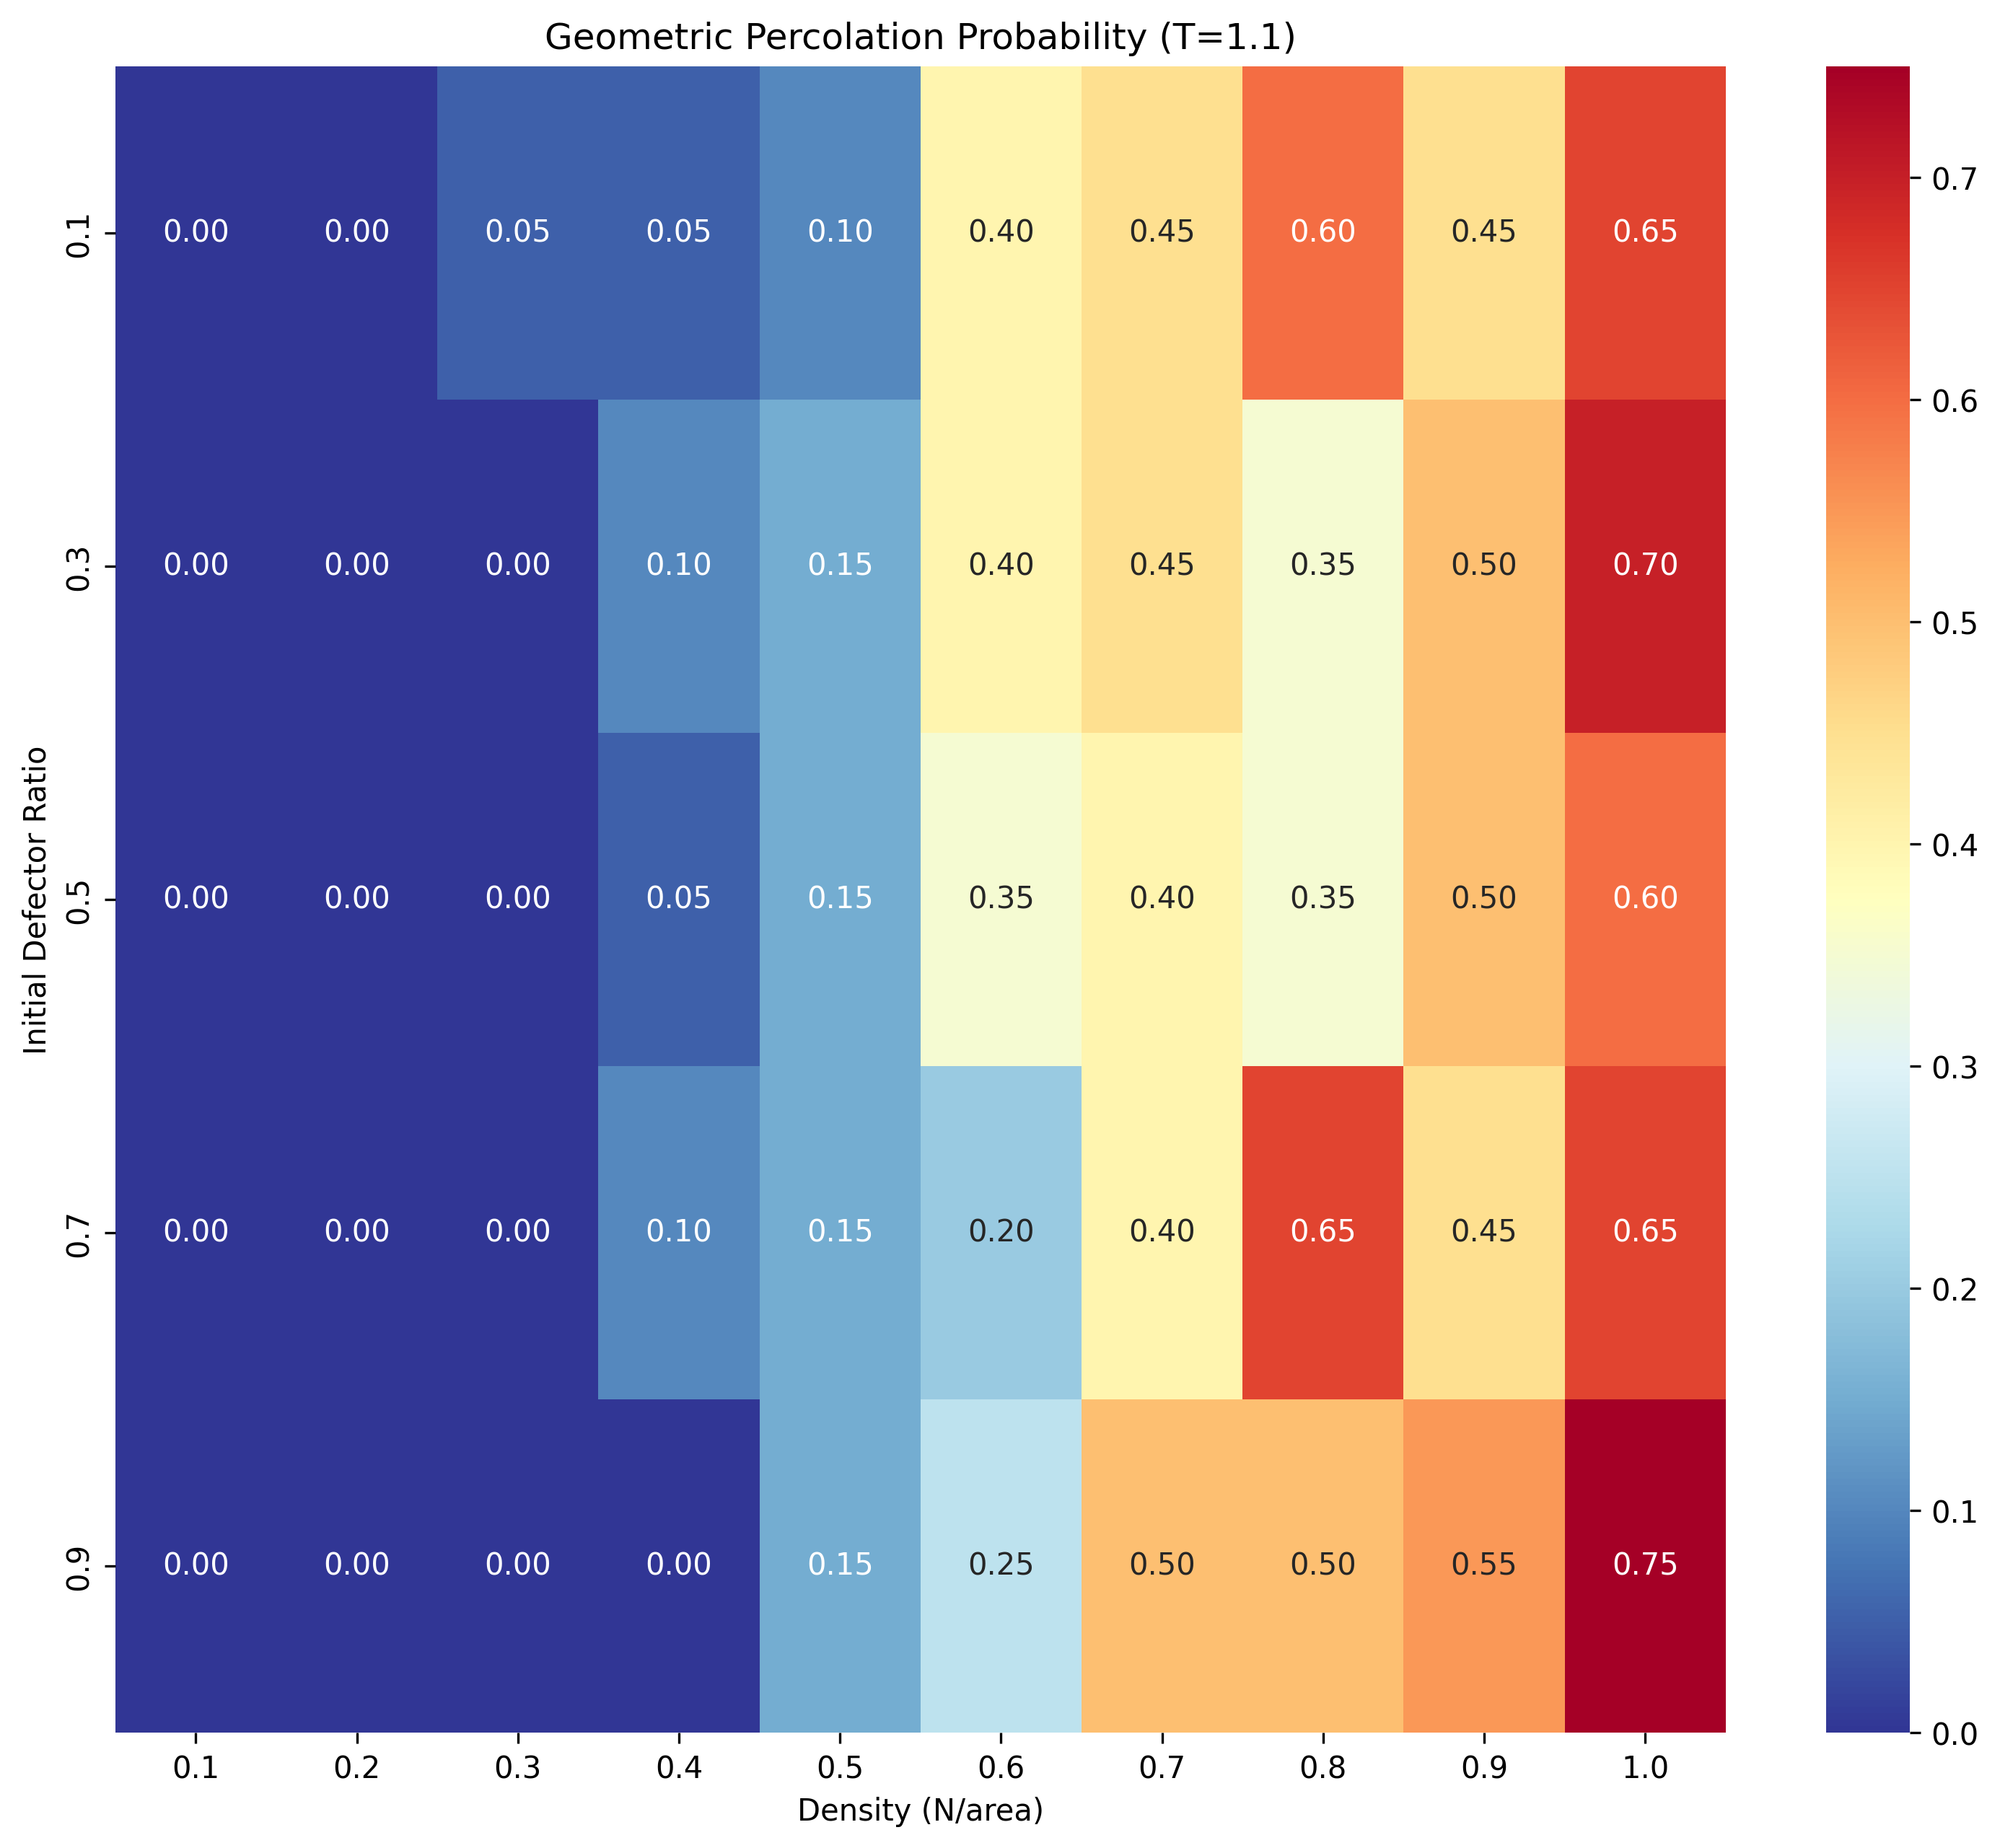 Geometric Percolation Probability (T=1.1)
0.1 0.00 0.00 0.05 0.05 0.10 0.40 0.45 0.60 0.45 0.65
0.3 0.00 0.00 0.00 0.10 0.15 0.40 0.45 0.35 0.50 0.70
0.5 0.00 0.00 0.00 0.05 0.15 0.35 0.40 0.35 0.50 0.60
0.7 0.00 0.00 0.00 0.10 0.15 0.20 0.40 0.65 0.45 0.65
0.9 0.00 0.00 0.00 0.00 0.15 0.25 0.50 0.50 0.55 0.75
Initial Defector Ratio
0.1 0.2 0.3 0.4 0.5 0.6 0.7 0.8 0.9 1.0
Density (N/area)
0.7
0.6
0.5
0.4
0.3
0.2
0.1
0.0